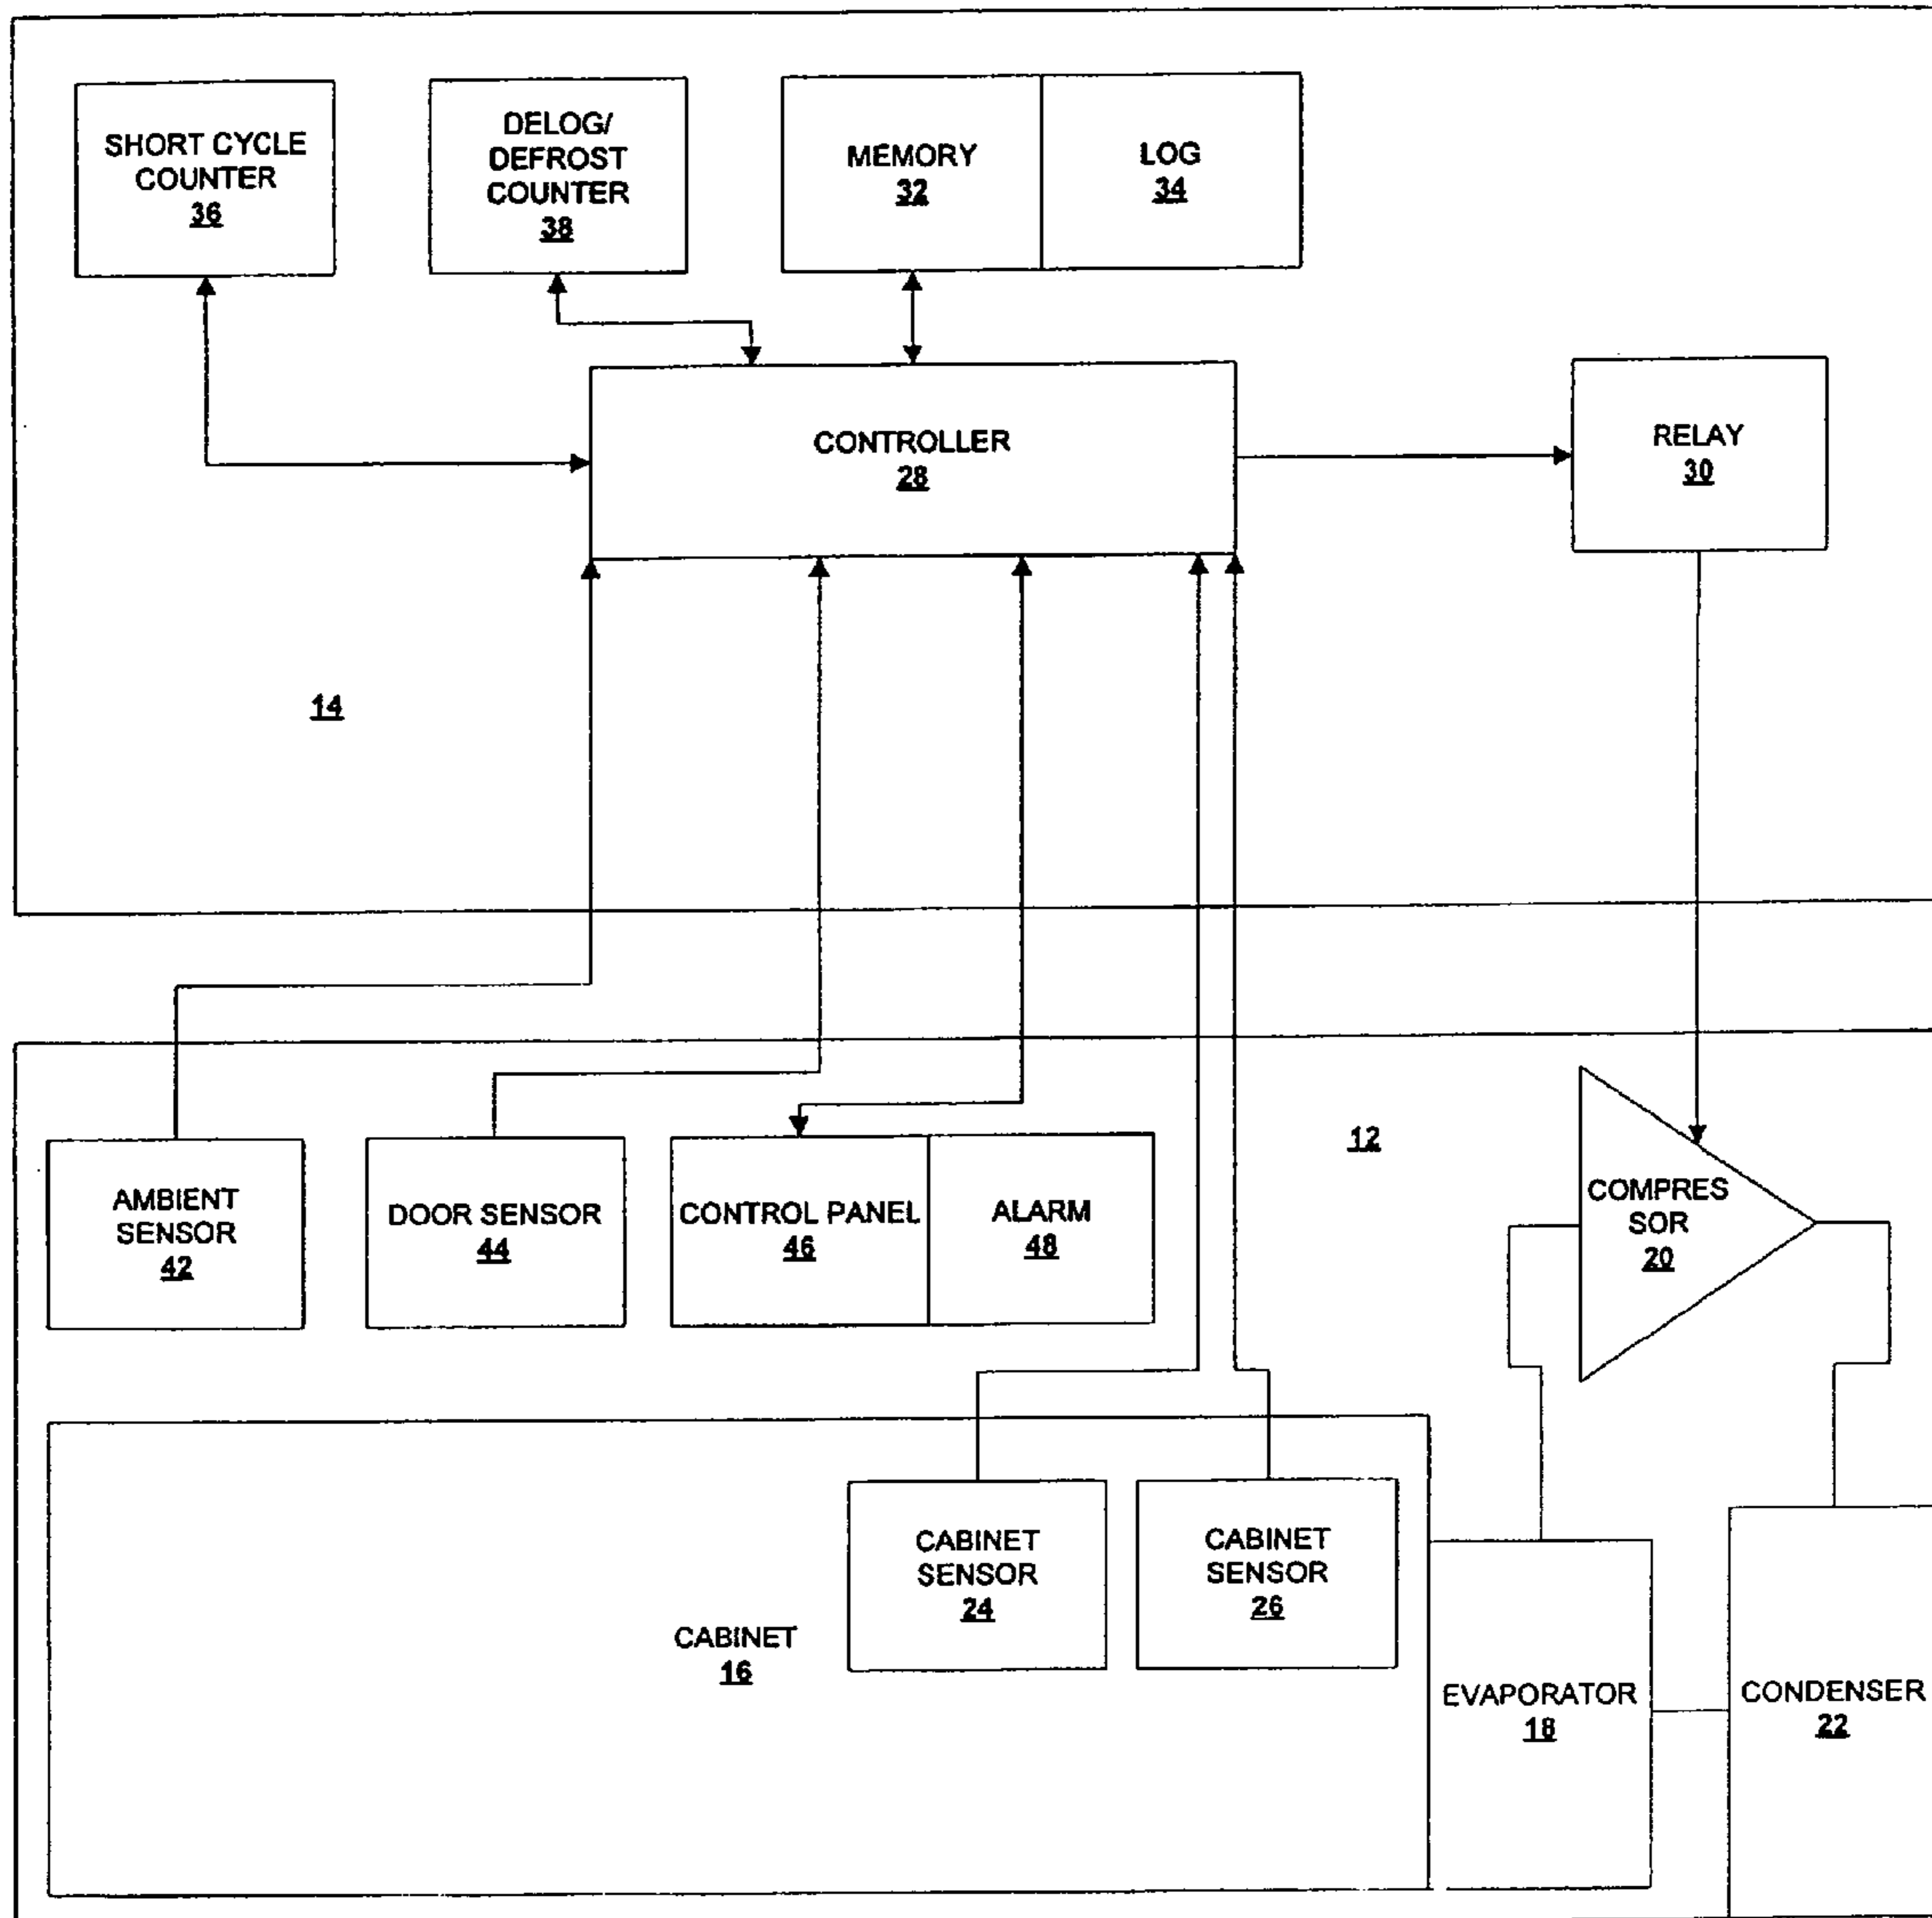 SHORT CYCLE
COUNTER
36
DELOG/
DEFROST
COUNTER
38
MEMORY
32
LOG
34
CONTROLLER
28
RELAY
30
14
12
AMBIENT
SENSOR
42
DOOR SENSOR
44
CONTROL PANEL
46
ALARM
48
COMPRES
SOR
20
CABINET
SENSOR
24
CABINET
SENSOR
26
CABINET
16
EVAPORATOR
18
CONDENSER
22